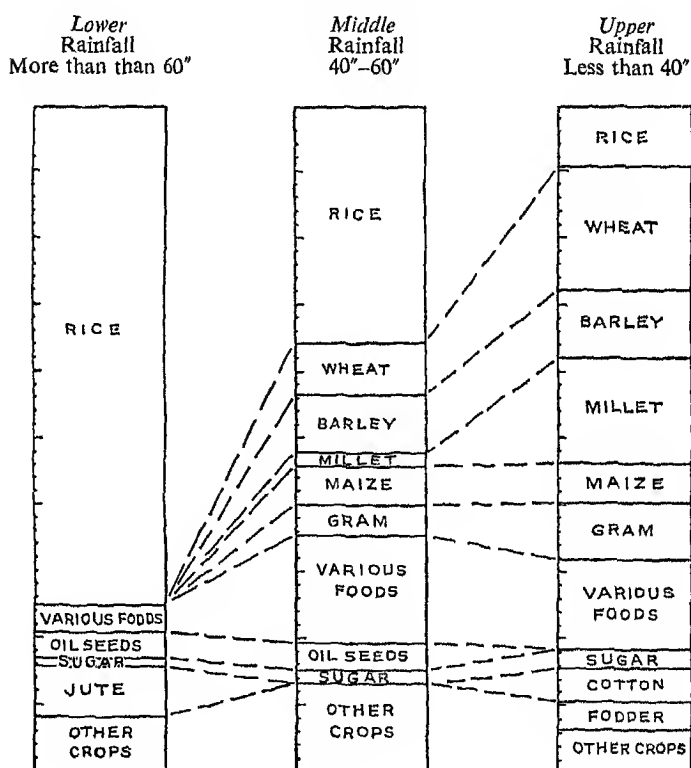 Lower
Rainfall
More than than 60″
Middle
Rainfall
40″–60″
Upper
Rainfall
Less than 40″
RICE
VARIOUS FOODS
OIL SEEDS
SUGAR
JUTE
OTHER
CROPS
RICE
WHEAT
BARLEY
MILLET
MAIZE
GRAM
VARIOUS
FOODS
OIL SEEDS
SUGAR
OTHER
CROPS
RICE
WHEAT
BARLEY
MILLET
MAIZE
GRAM
VARIOUS
FOODS
SUGAR
COTTON
FODDER
OTHER CROPS